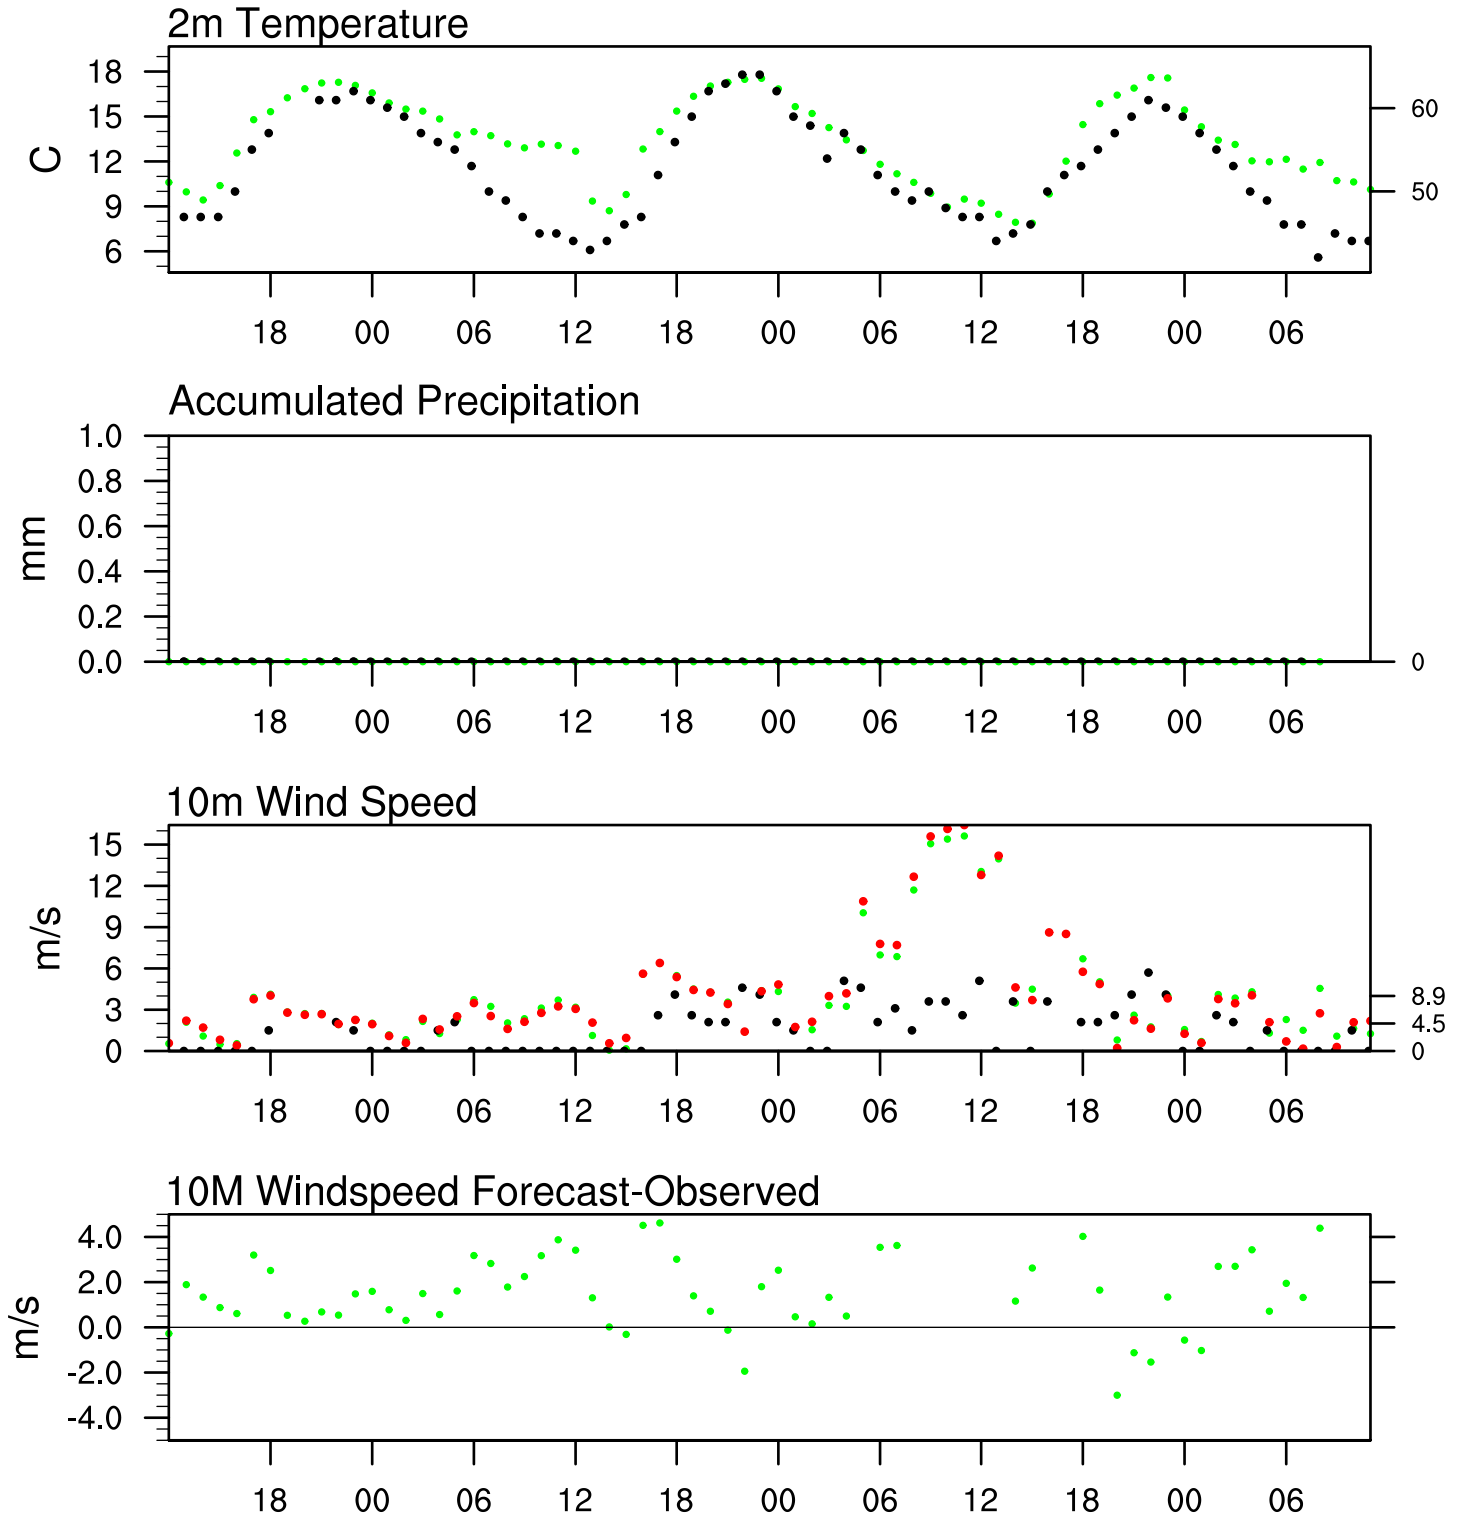 2m Temperature
18
15
12
9
6
C
60
50
18 00 06 12 18 00 06 12 18 00 06
Accumulated Precipitation
1.0
0.8
0.6
0.4
0.2
0.0
mm
0
18 00 06 12 18 00 06 12 18 00 06
10m Wind Speed
15
12
9
6
3
0
m/s
8.9
4.5
0
18 00 06 12 18 00 06 12 18 00 06
10M Windspeed Forecast-Observed
4.0
2.0
0.0
-2.0
-4.0
m/s
18 00 06 12 18 00 06 12 18 00 06